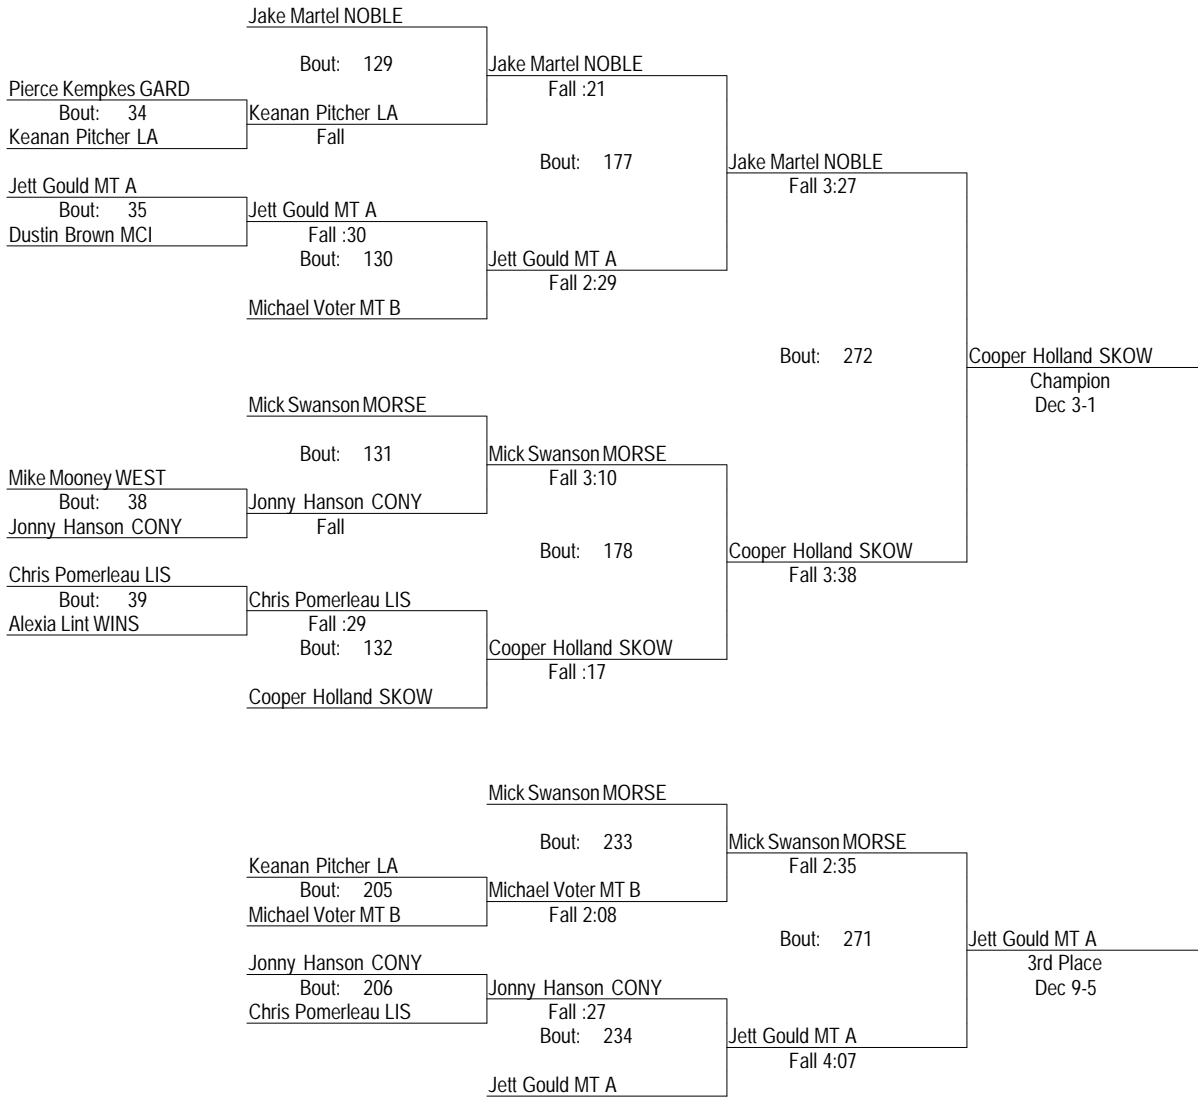 Jake Martel NOBLE
Bout: 129
Jake Martel NOBLE
Fall :21
Pierce Kempkes GARD
Bout: 34
Keanan Pitcher LA
Keanan Pitcher LA
Fall
Bout: 177
Jake Martel NOBLE
Fall 3:27
Jett Gould MT A
Bout: 35
Dustin Brown MCI
Jett Gould MT A
Fall :30
Bout: 130
Jett Gould MT A
Fall 2:29
Michael Voter MT B
Bout: 272
Cooper Holland SKOW
Champion
Dec 3-1
Mick Swanson MORSE
Bout: 131
Mick Swanson MORSE
Fall 3:10
Mike Mooney WEST
Bout: 38
Jonny Hanson CONY
Jonny Hanson CONY
Fall
Bout: 178
Cooper Holland SKOW
Fall 3:38
Chris Pomerleau LIS
Bout: 39
Alexia Lint WINS
Chris Pomerleau LIS
Fall :29
Bout: 132
Cooper Holland SKOW
Fall :17
Cooper Holland SKOW
Mick Swanson MORSE
Bout: 233
Mick Swanson MORSE
Fall 2:35
Keanan Pitcher LA
Bout: 205
Michael Voter MT B
Michael Voter MT B
Fall 2:08
Bout: 271
Jett Gould MT A
3rd Place
Dec 9-5
Jonny Hanson CONY
Bout: 206
Chris Pomerleau LIS
Jonny Hanson CONY
Fall :27
Bout: 234
Jett Gould MT A
Fall 4:07
Jett Gould MT A